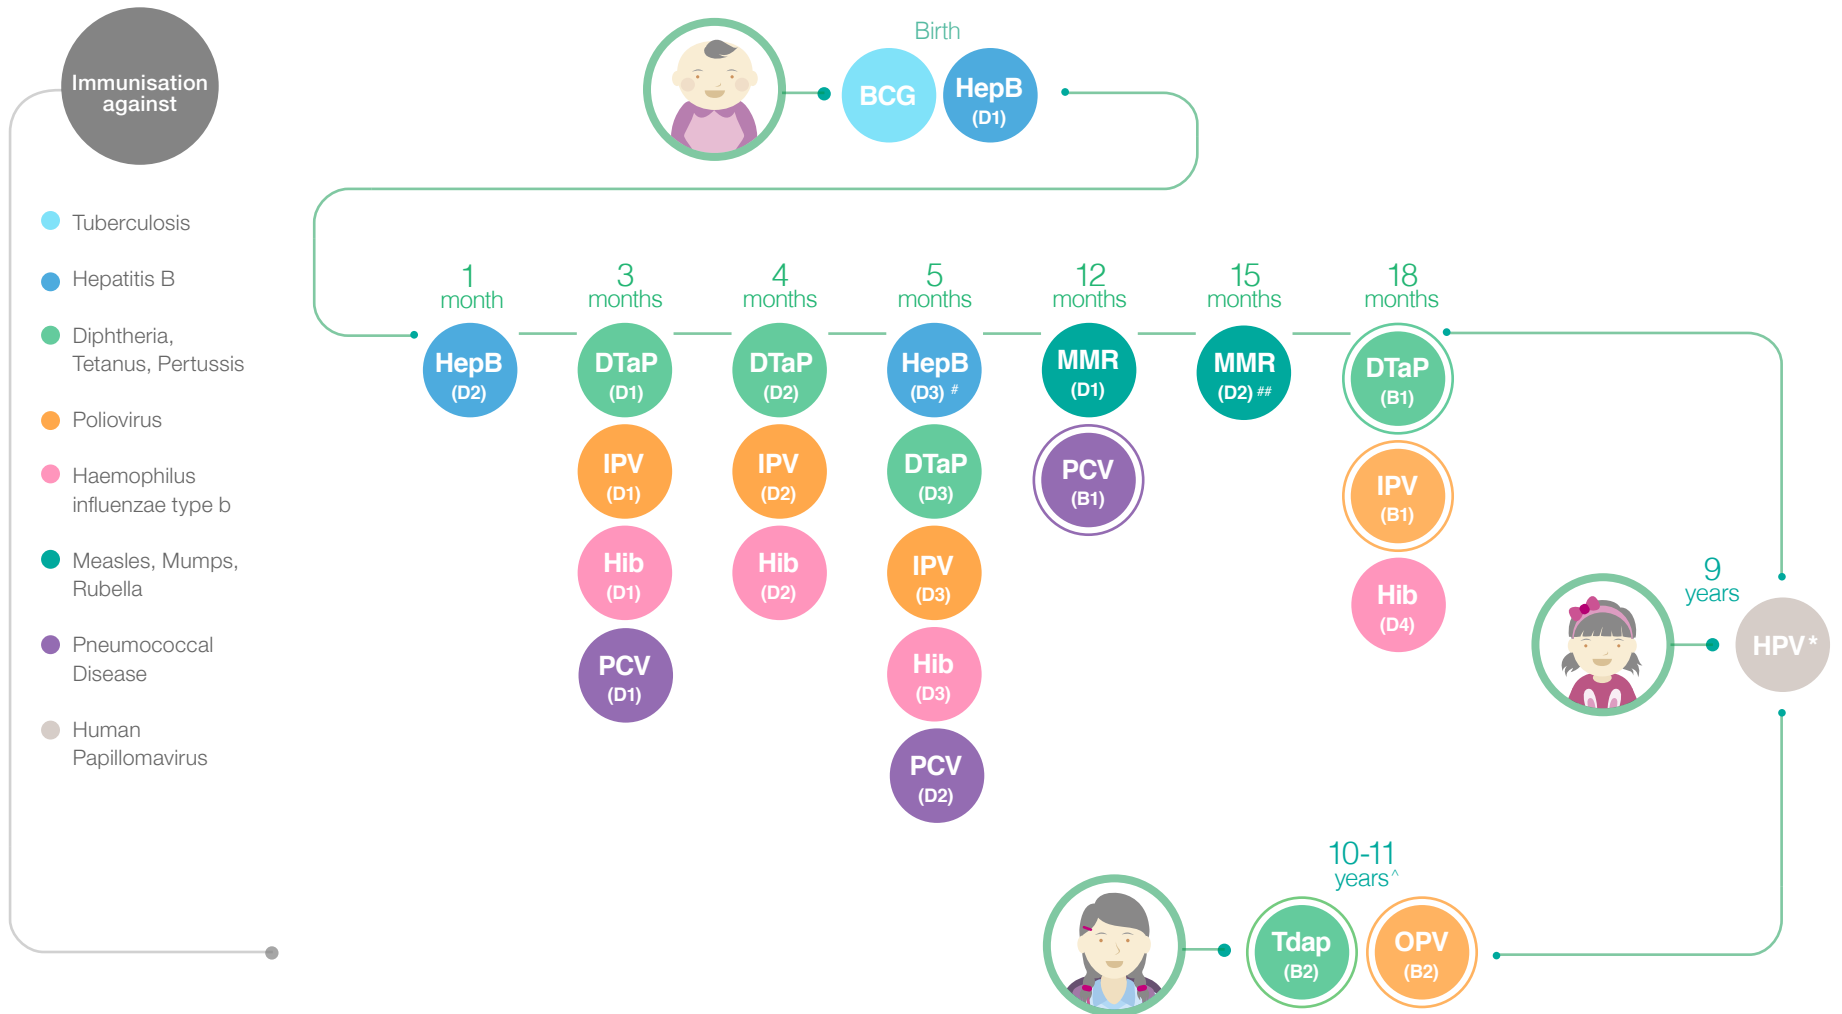 Immunisation
against
Tuberculosis
Hepatitis B
Diphtheria,
Tetanus, Pertussis
Poliovirus
Haemophilus
influenzae type b
Measles, Mumps,
Rubella
Pneumococcal
Disease
Human
Papillomavirus
Birth
BCG
HepB
(D1)
1
month
HepB
(D2)
3
months
DTaP
(D1)
IPV
(D1)
Hib
(D1)
PCV
(D1)
4
months
DTaP
(D2)
IPV
(D2)
Hib
(D2)
5
months
HepB
(D3) #
DTaP
(D3)
IPV
(D3)
Hib
(D3)
PCV
(D2)
12
months
MMR
(D1)
PCV
(B1)
15
months
MMR
(D2) ##
18
months
DTaP
(B1)
IPV
(B1)
Hib
(D4)
9
years
HPV*
10-11
years^
Tdap
(B2)
OPV
(B2)